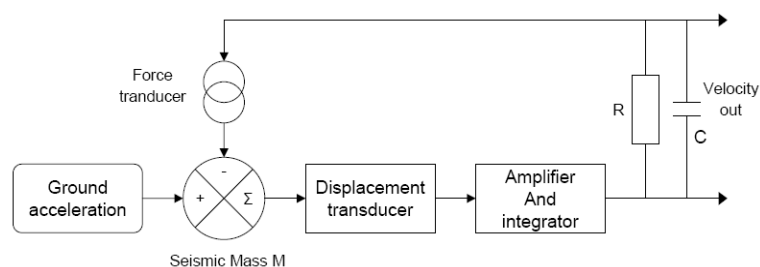 Force
tranducer
R
Velocity
out
C
-
+
Σ
Ground
acceleration
Displacement
transducer
Amplifier
And
integrator
Seismic Mass M